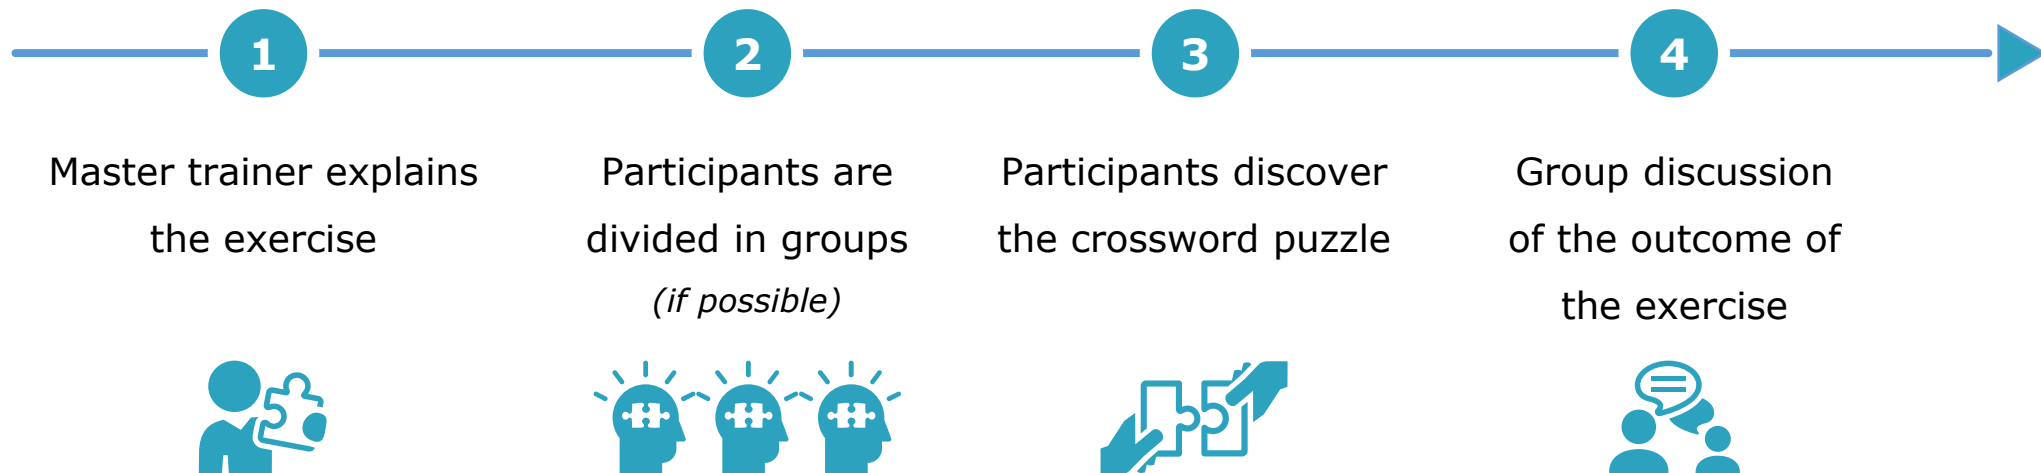 1
2
3
4
Master trainer explains
the exercise
Participants are
divided in groups
(if possible)
Participants discover
the crossword puzzle
Group discussion
of the outcome of
the exercise